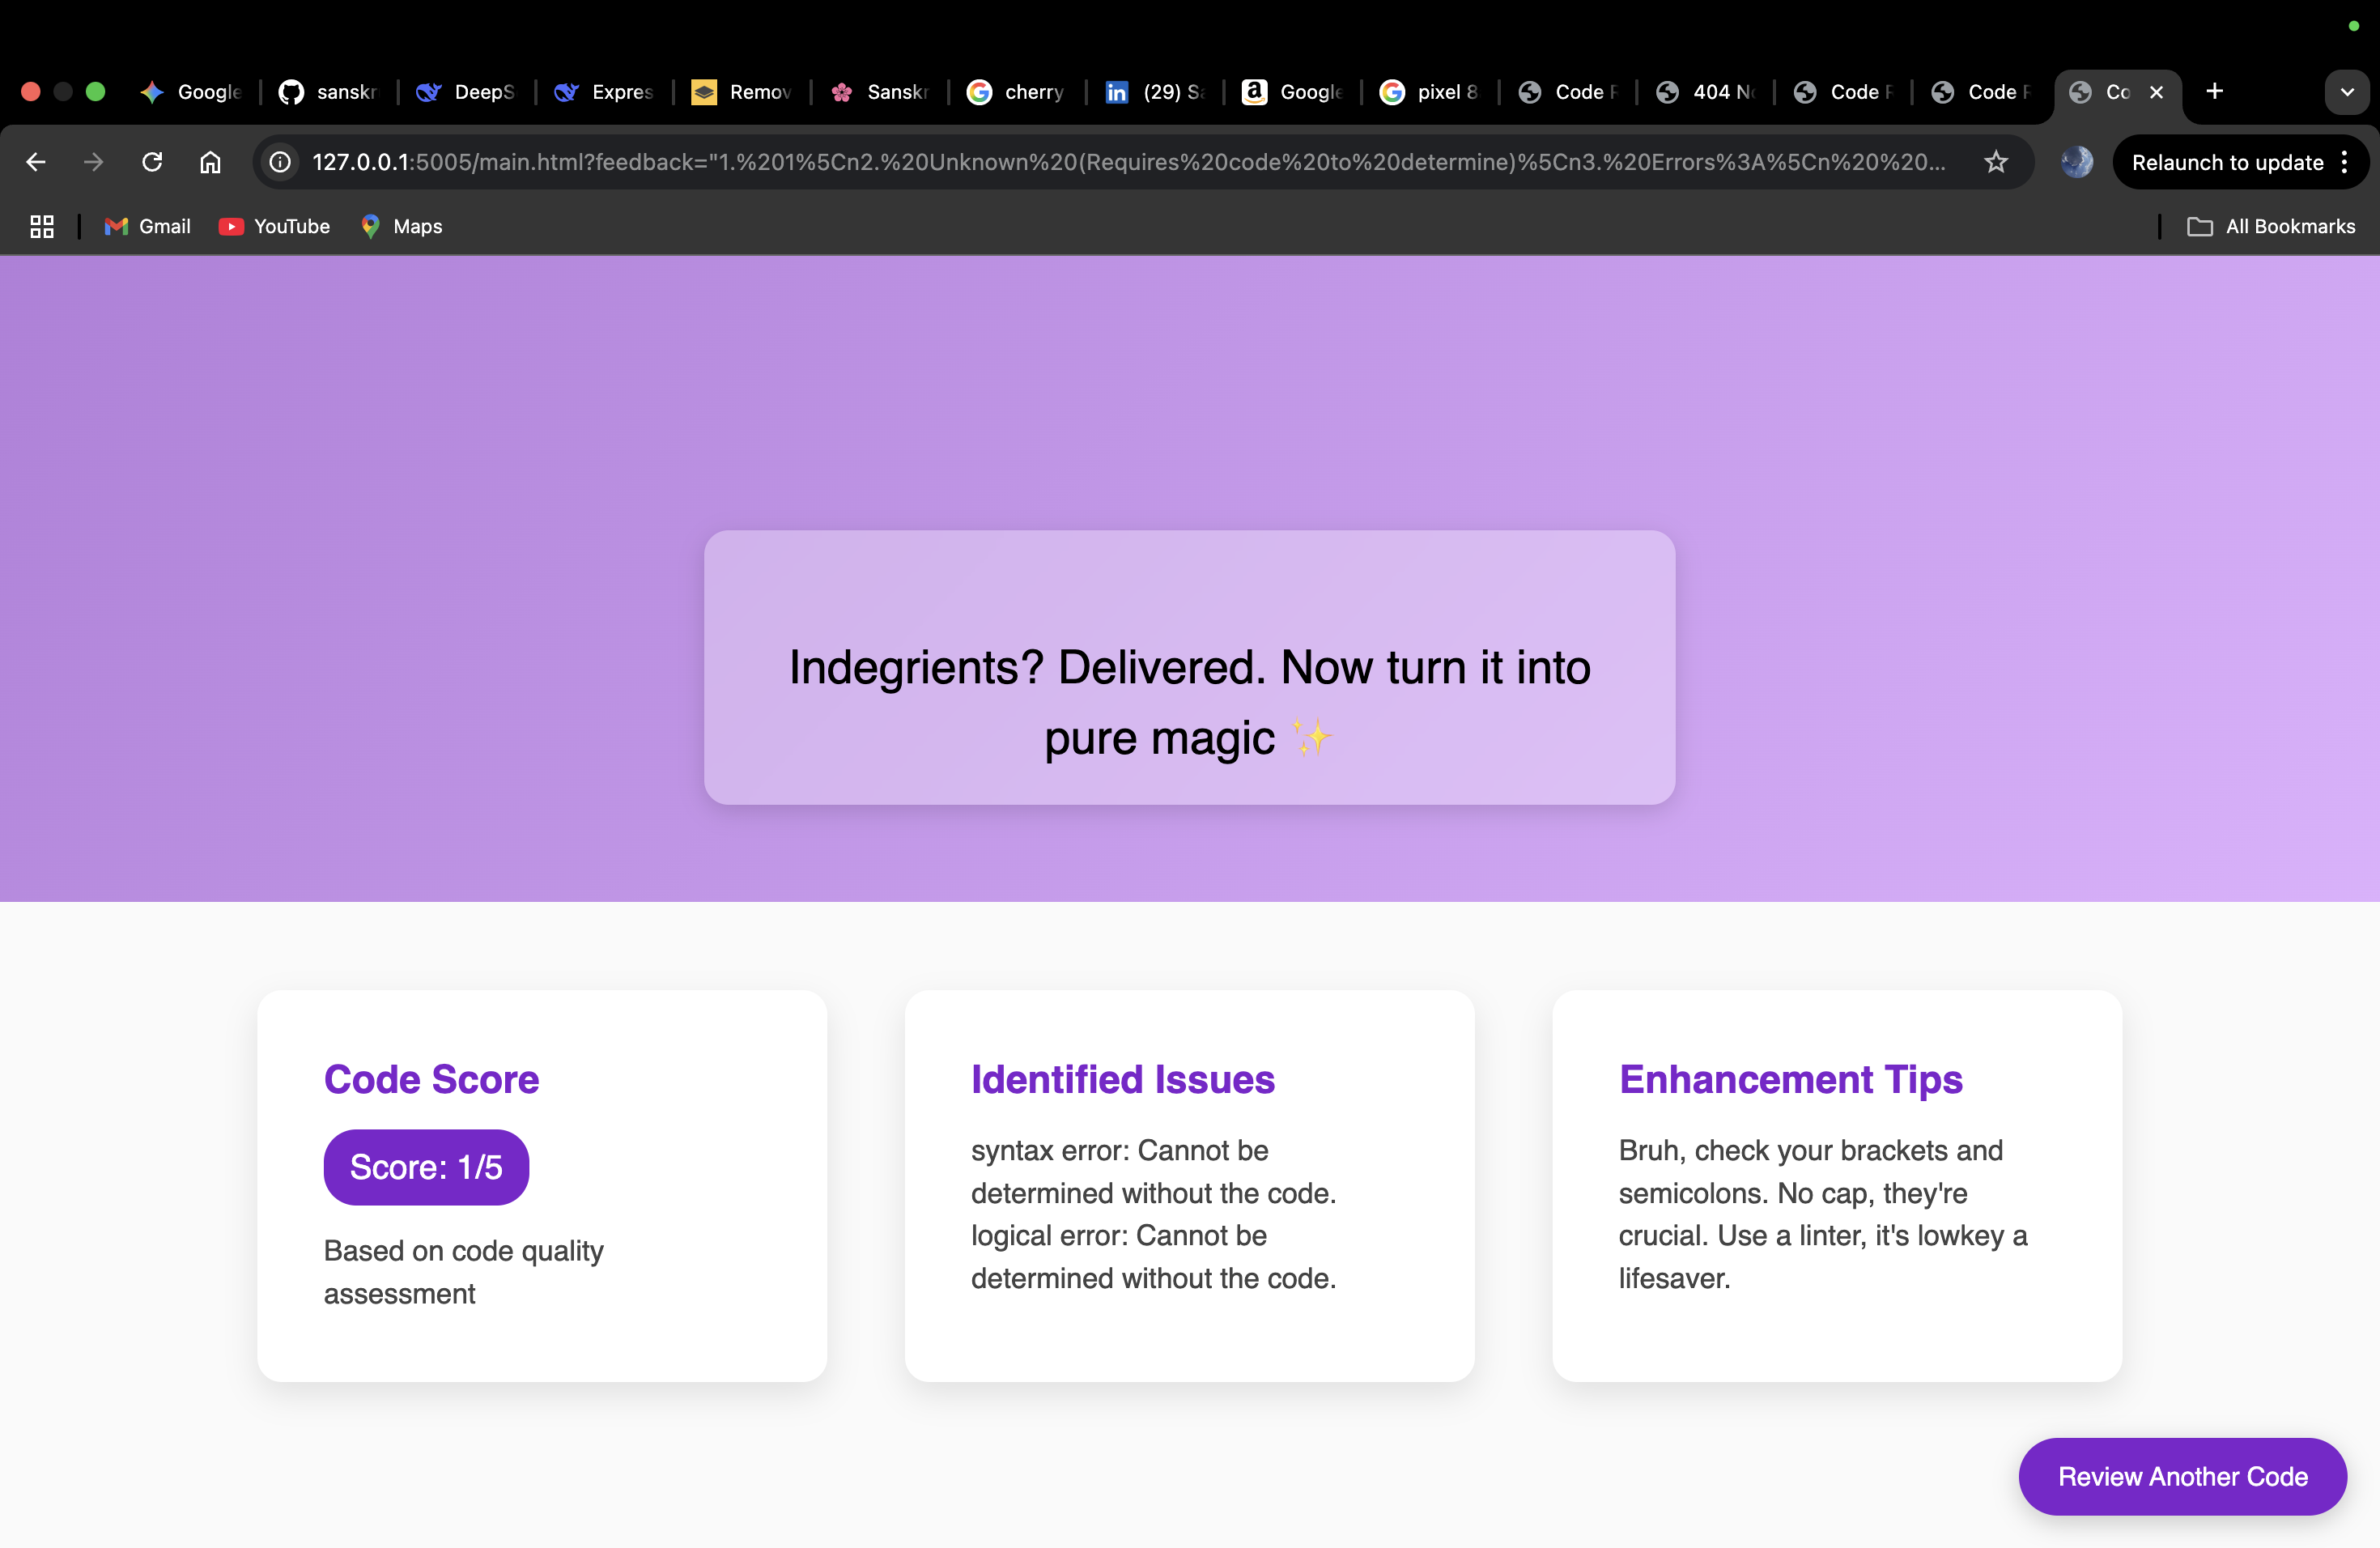 Google
sanskr
DeepS
Expres
Remov
Sanskr
cherry
(29) Sa
Google
pixel 8
Code R
404 No
Code R
Code R
Co
127.0.0.1:5005/main.html?feedback="1.%201%5Cn2.%20Unknown%20(Requires%20code%20to%20determine)%5Cn3.%20Errors%3A%5Cn%20%20...
Relaunch to update
Gmail
YouTube
Maps
All Bookmarks
Indegrients? Delivered. Now turn it into
pure magic ✨
Code Score
Score: 1/5
Based on code quality
assessment
Identified Issues
syntax error: Cannot be
determined without the code.
logical error: Cannot be
determined without the code.
Enhancement Tips
Bruh, check your brackets and
semicolons. No cap, they're
crucial. Use a linter, it's lowkey a
lifesaver.
Review Another Code